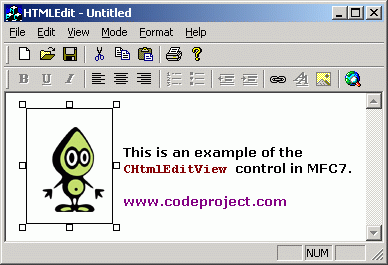 HTMLEdit - Untitled
File Edit View Mode Format Help
B U I
A
This is an example of the
CHtmlEditView control in MFC7.
www.codeproject.com
NUM